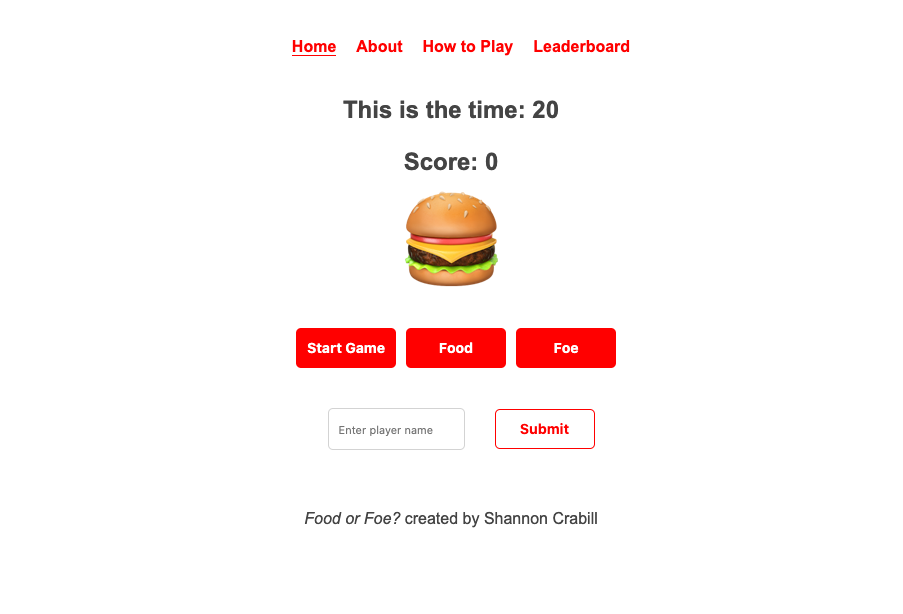 Home About How to Play Leaderboard
This is the time: 20
Score: 0
Start Game Food Foe
Enter player name Submit
Food or Foe? created by Shannon Crabill